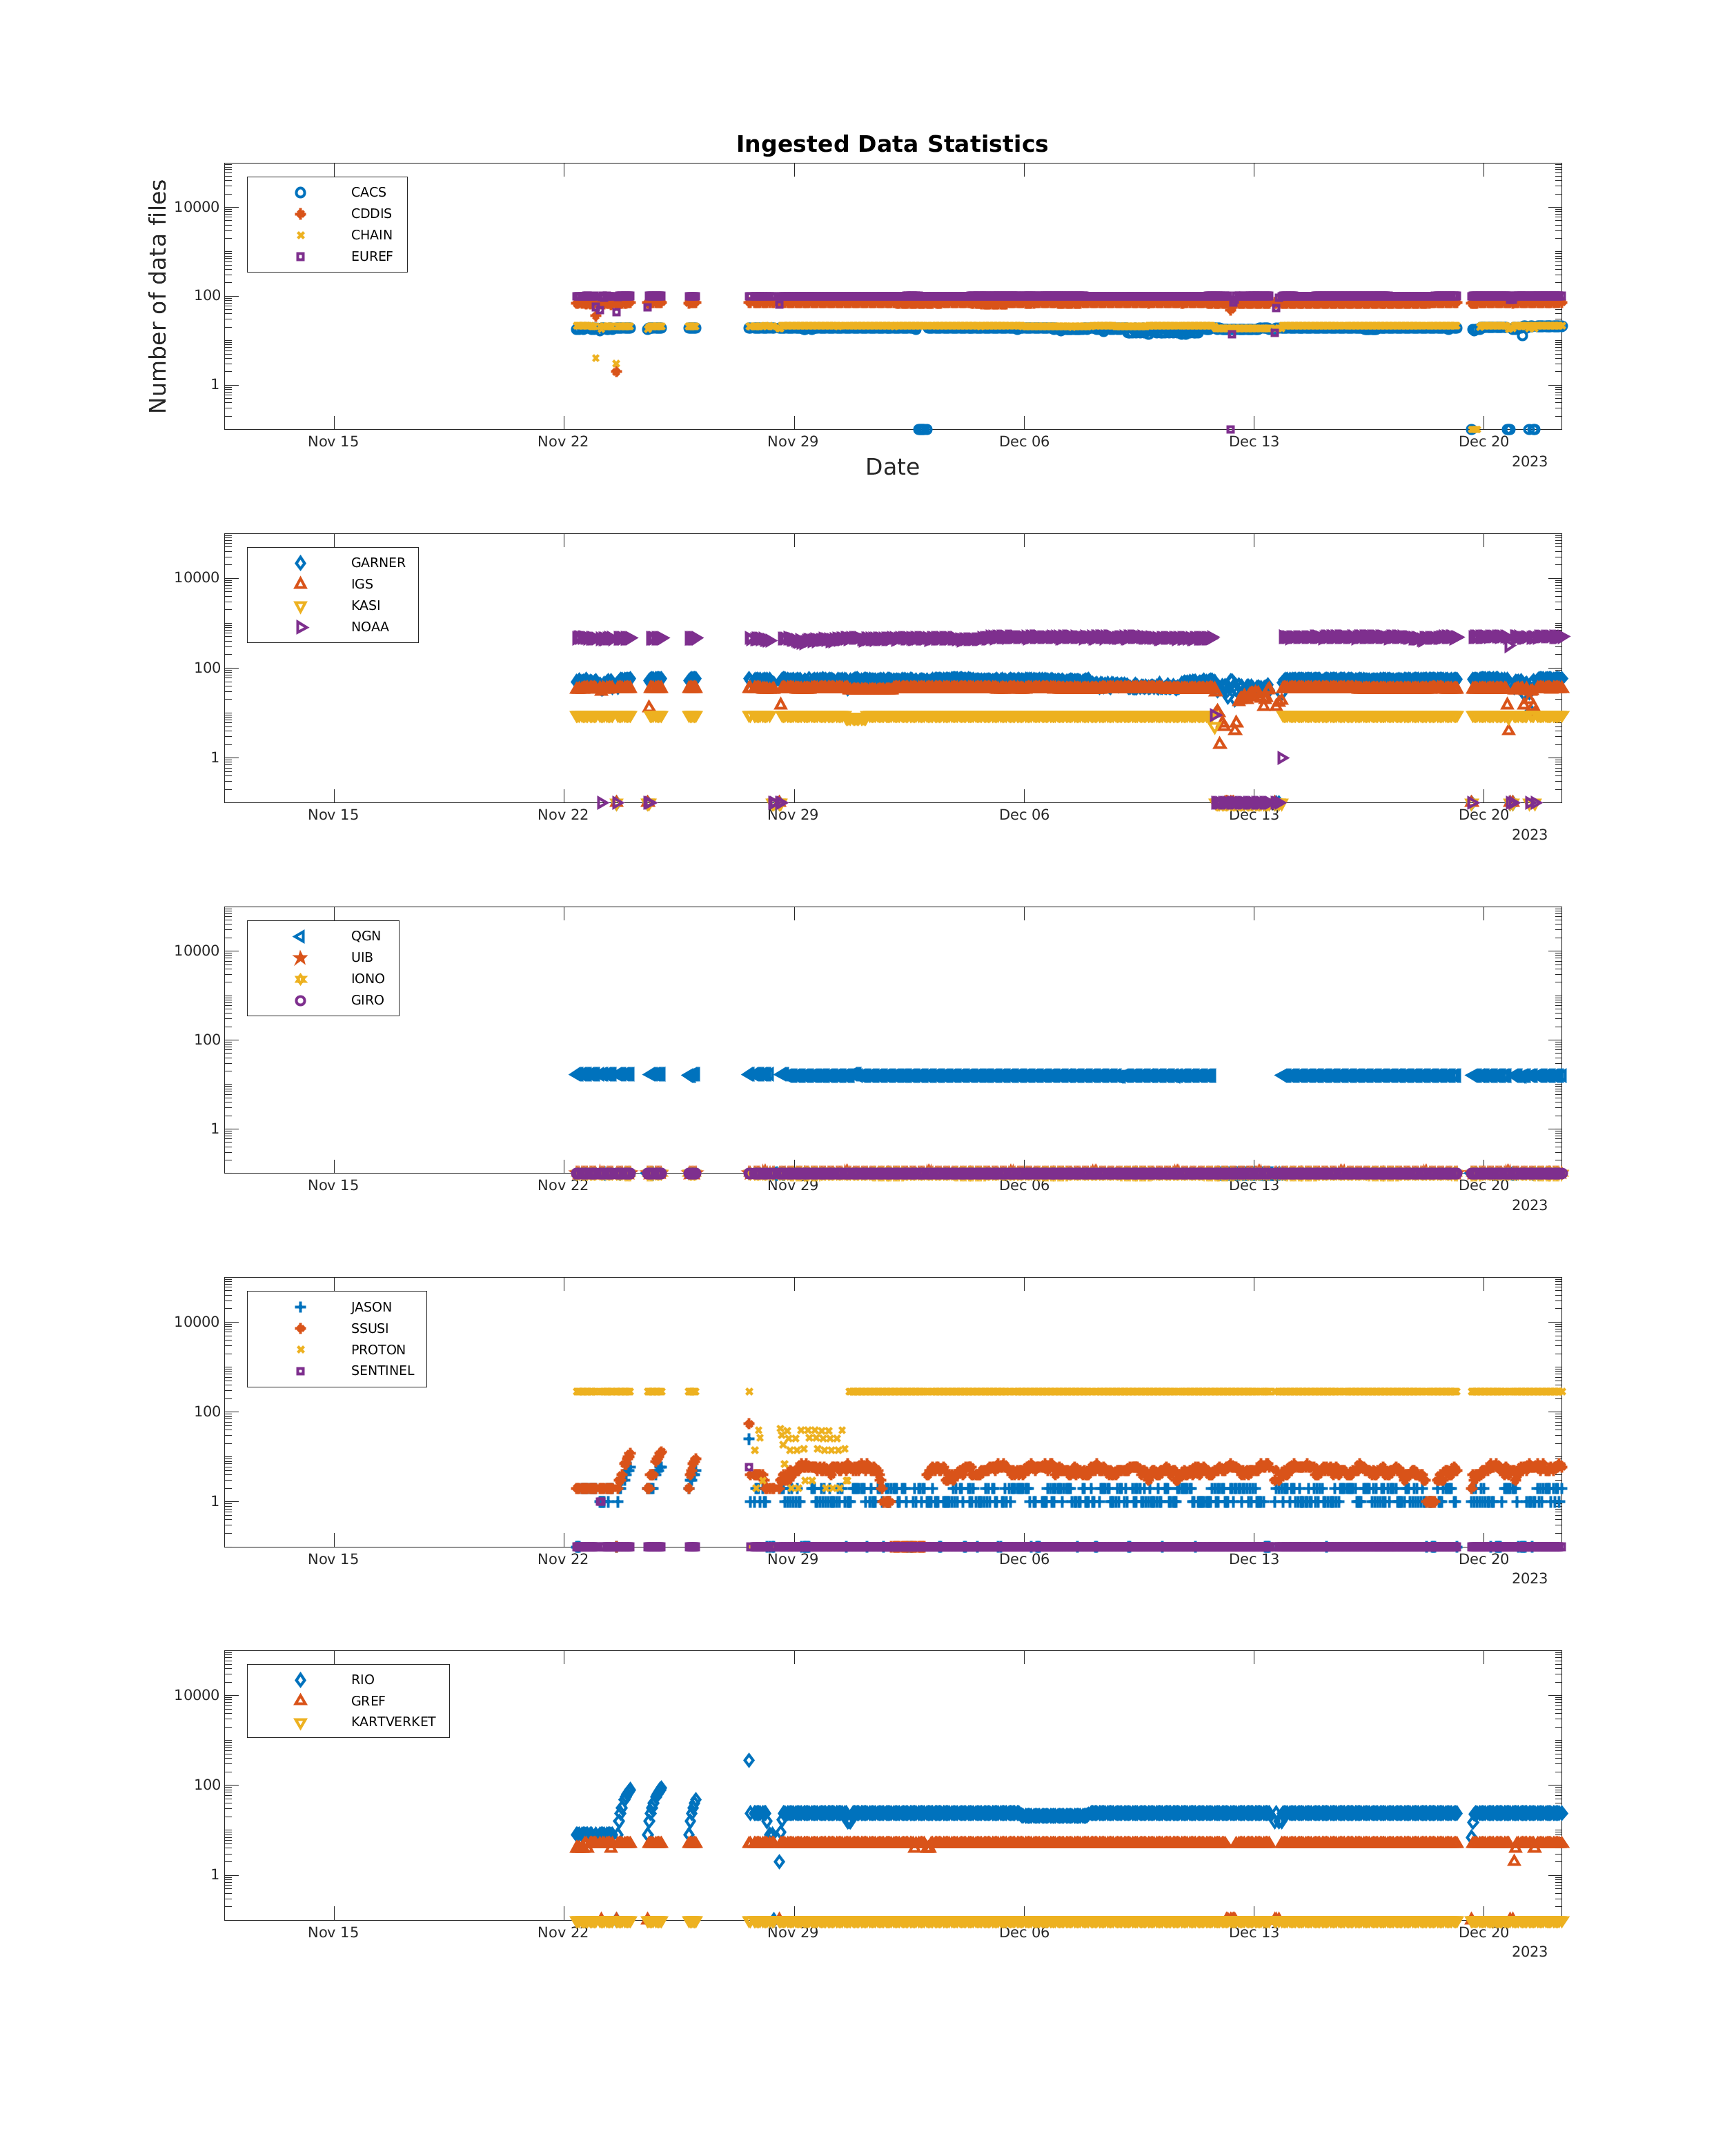 Ingested Data Statistics
Number of data files
10000
100
1
CACS
CDDIS
CHAIN
EUREF
Nov 15 Nov 22 Nov 29 Dec 06 Dec 13 Dec 20
2023
Date
10000
100
1
GARNER
IGS
KASI
NOAA
Nov 15 Nov 22 Nov 29 Dec 06 Dec 13 Dec 20
2023
10000
100
1
QGN
UIB
IONO
GIRO
Nov 15 Nov 22 Nov 29 Dec 06 Dec 13 Dec 20
2023
10000
100
1
JASON
SSUSI
PROTON
SENTINEL
Nov 15 Nov 22 Nov 29 Dec 06 Dec 13 Dec 20
2023
10000
100
1
RIO
GREF
KARTVERKET
Nov 15 Nov 22 Nov 29 Dec 06 Dec 13 Dec 20
2023